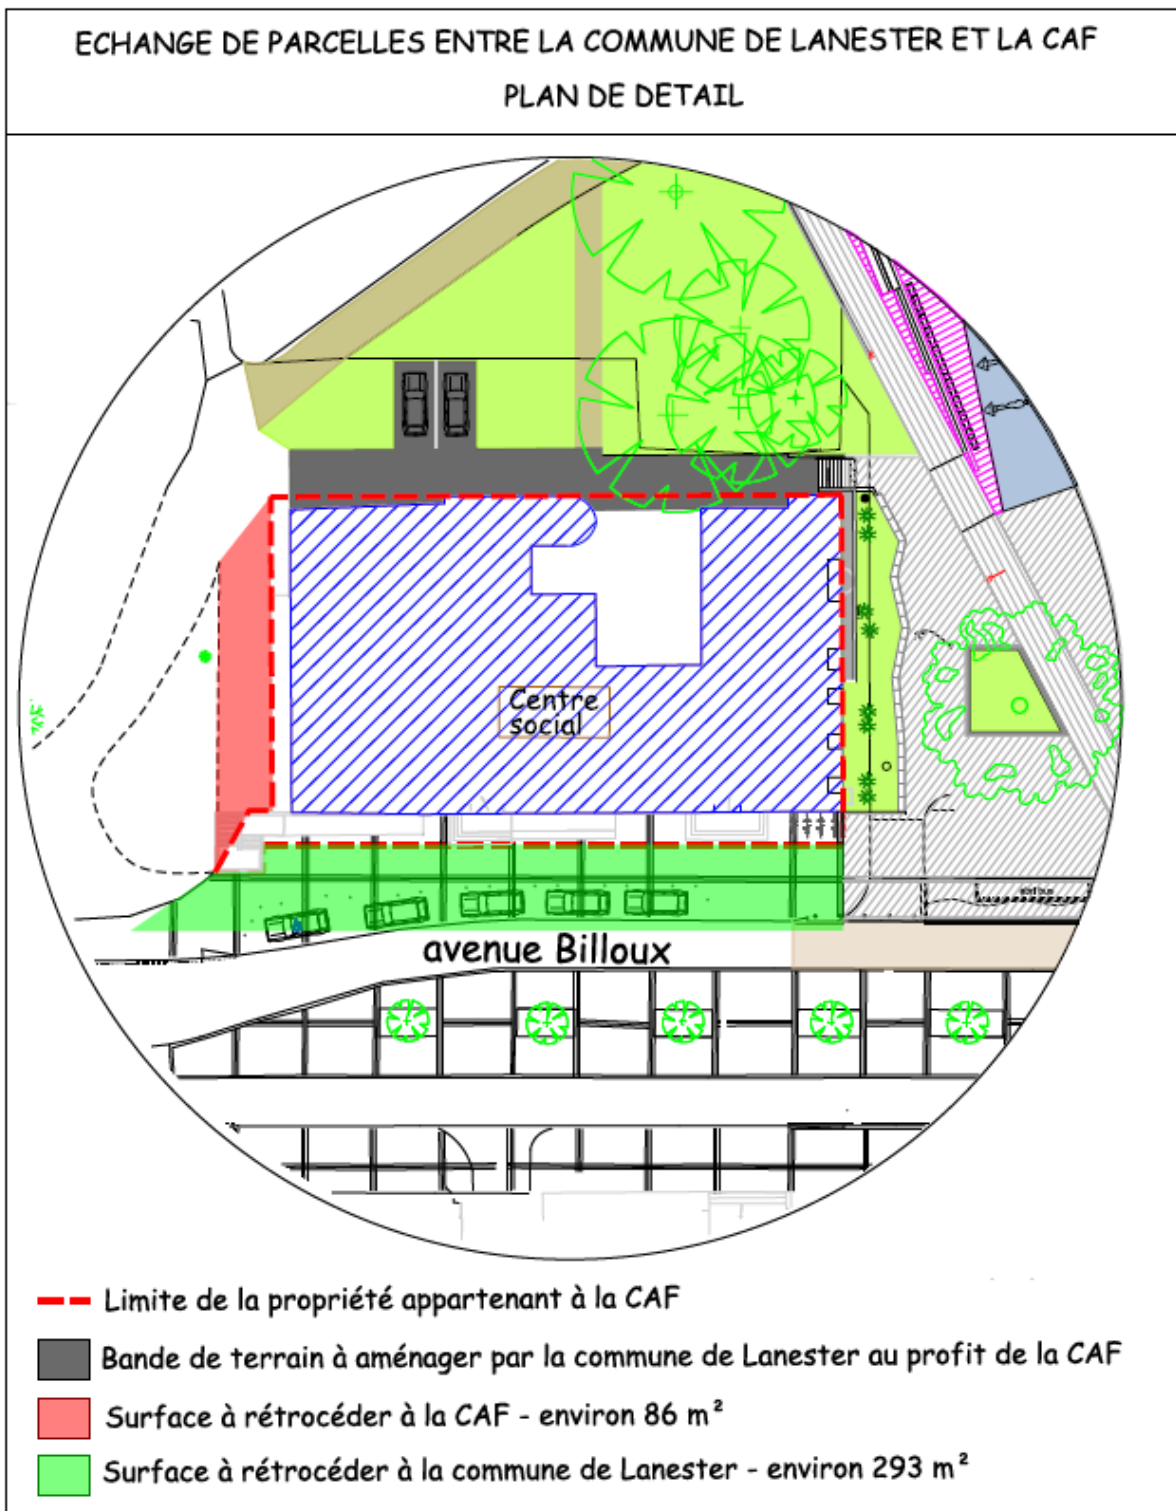 ECHANGE DE PARCELLES ENTRE LA COMMUNE DE LANESTER ET LA CAF
PLAN DE DETAIL
Centre
social
abri bus
avenue Billoux
Limite de la propriété appartenant à la CAF
Bande de terrain à aménager par la commune de Lanester au profit de la CAF
Surface à rétrocéder à la CAF - environ 86 m²
Surface à rétrocéder à la commune de Lanester - environ 293 m²